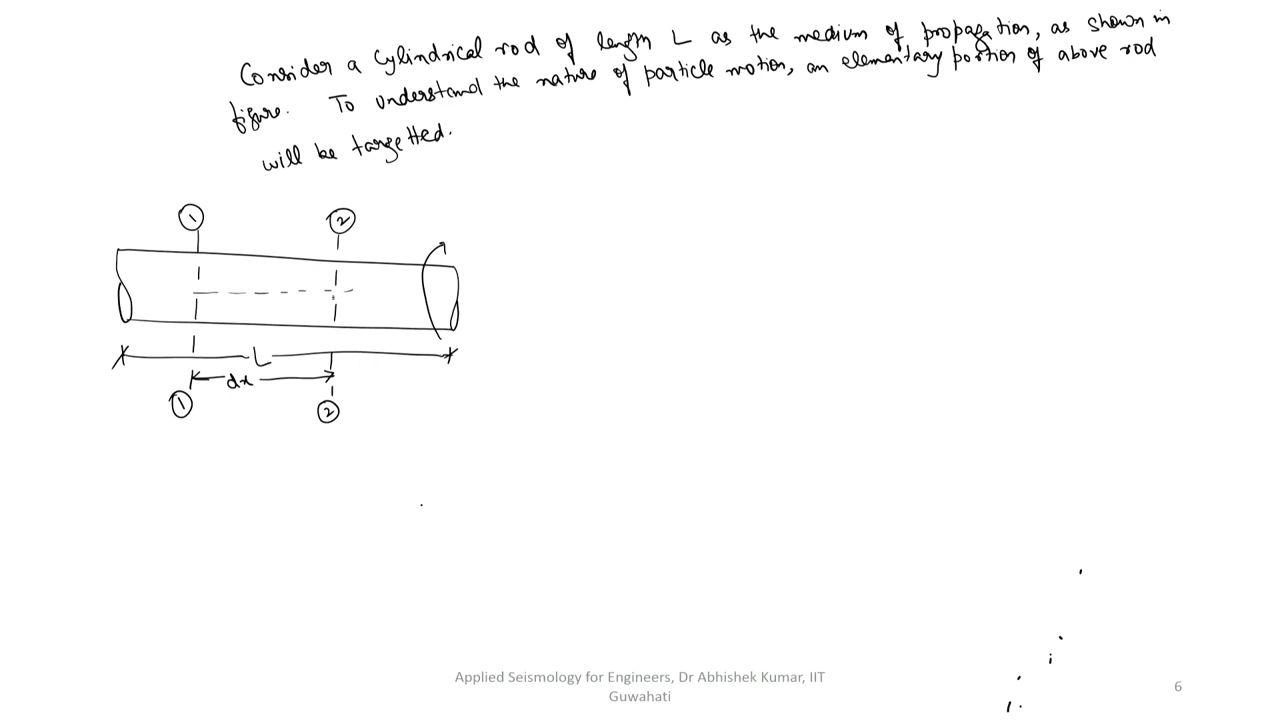 Consider a Cylindrical rod of length L as the medium of propagation, as shown in
figure. To understand the nature of particle motion, an elementary portion of above rod
will be targetted.
1
2
L
dx
1
2
Applied Seismology for Engineers, Dr Abhishek Kumar, IIT
Guwahati
6